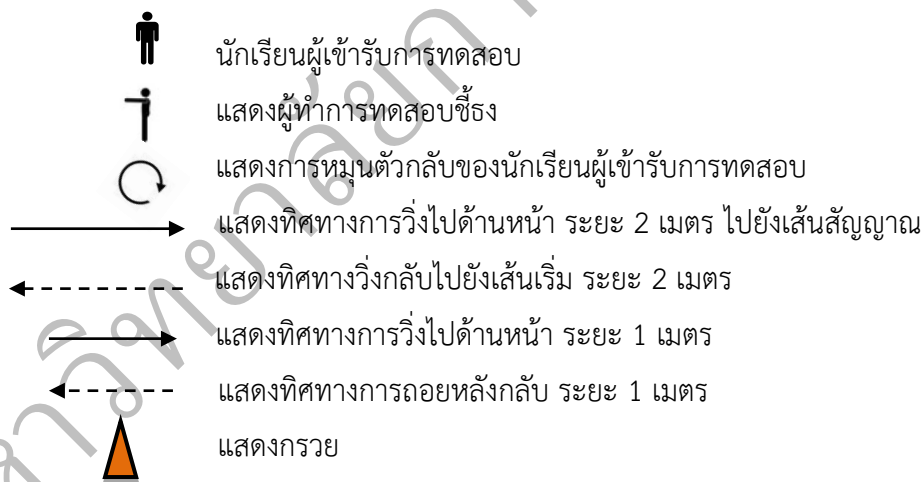 นักเรียนผู้เข้ารับการทดสอบ
แสดงผู้ทำการทดสอบชี้ธง
แสดงการหมุนตัวกลับของนักเรียนผู้เข้ารับการทดสอบ
แสดงทิศทางการวิ่งไปด้านหน้า ระยะ 2 เมตร ไปยังเส้นสัญญาณ
แสดงทิศทางวิ่งกลับไปยังเส้นเริ่ม ระยะ 2 เมตร
แสดงทิศทางการวิ่งไปด้านหน้า ระยะ 1 เมตร
แสดงทิศทางการถอยหลังกลับ ระยะ 1 เมตร
แสดงกรวย